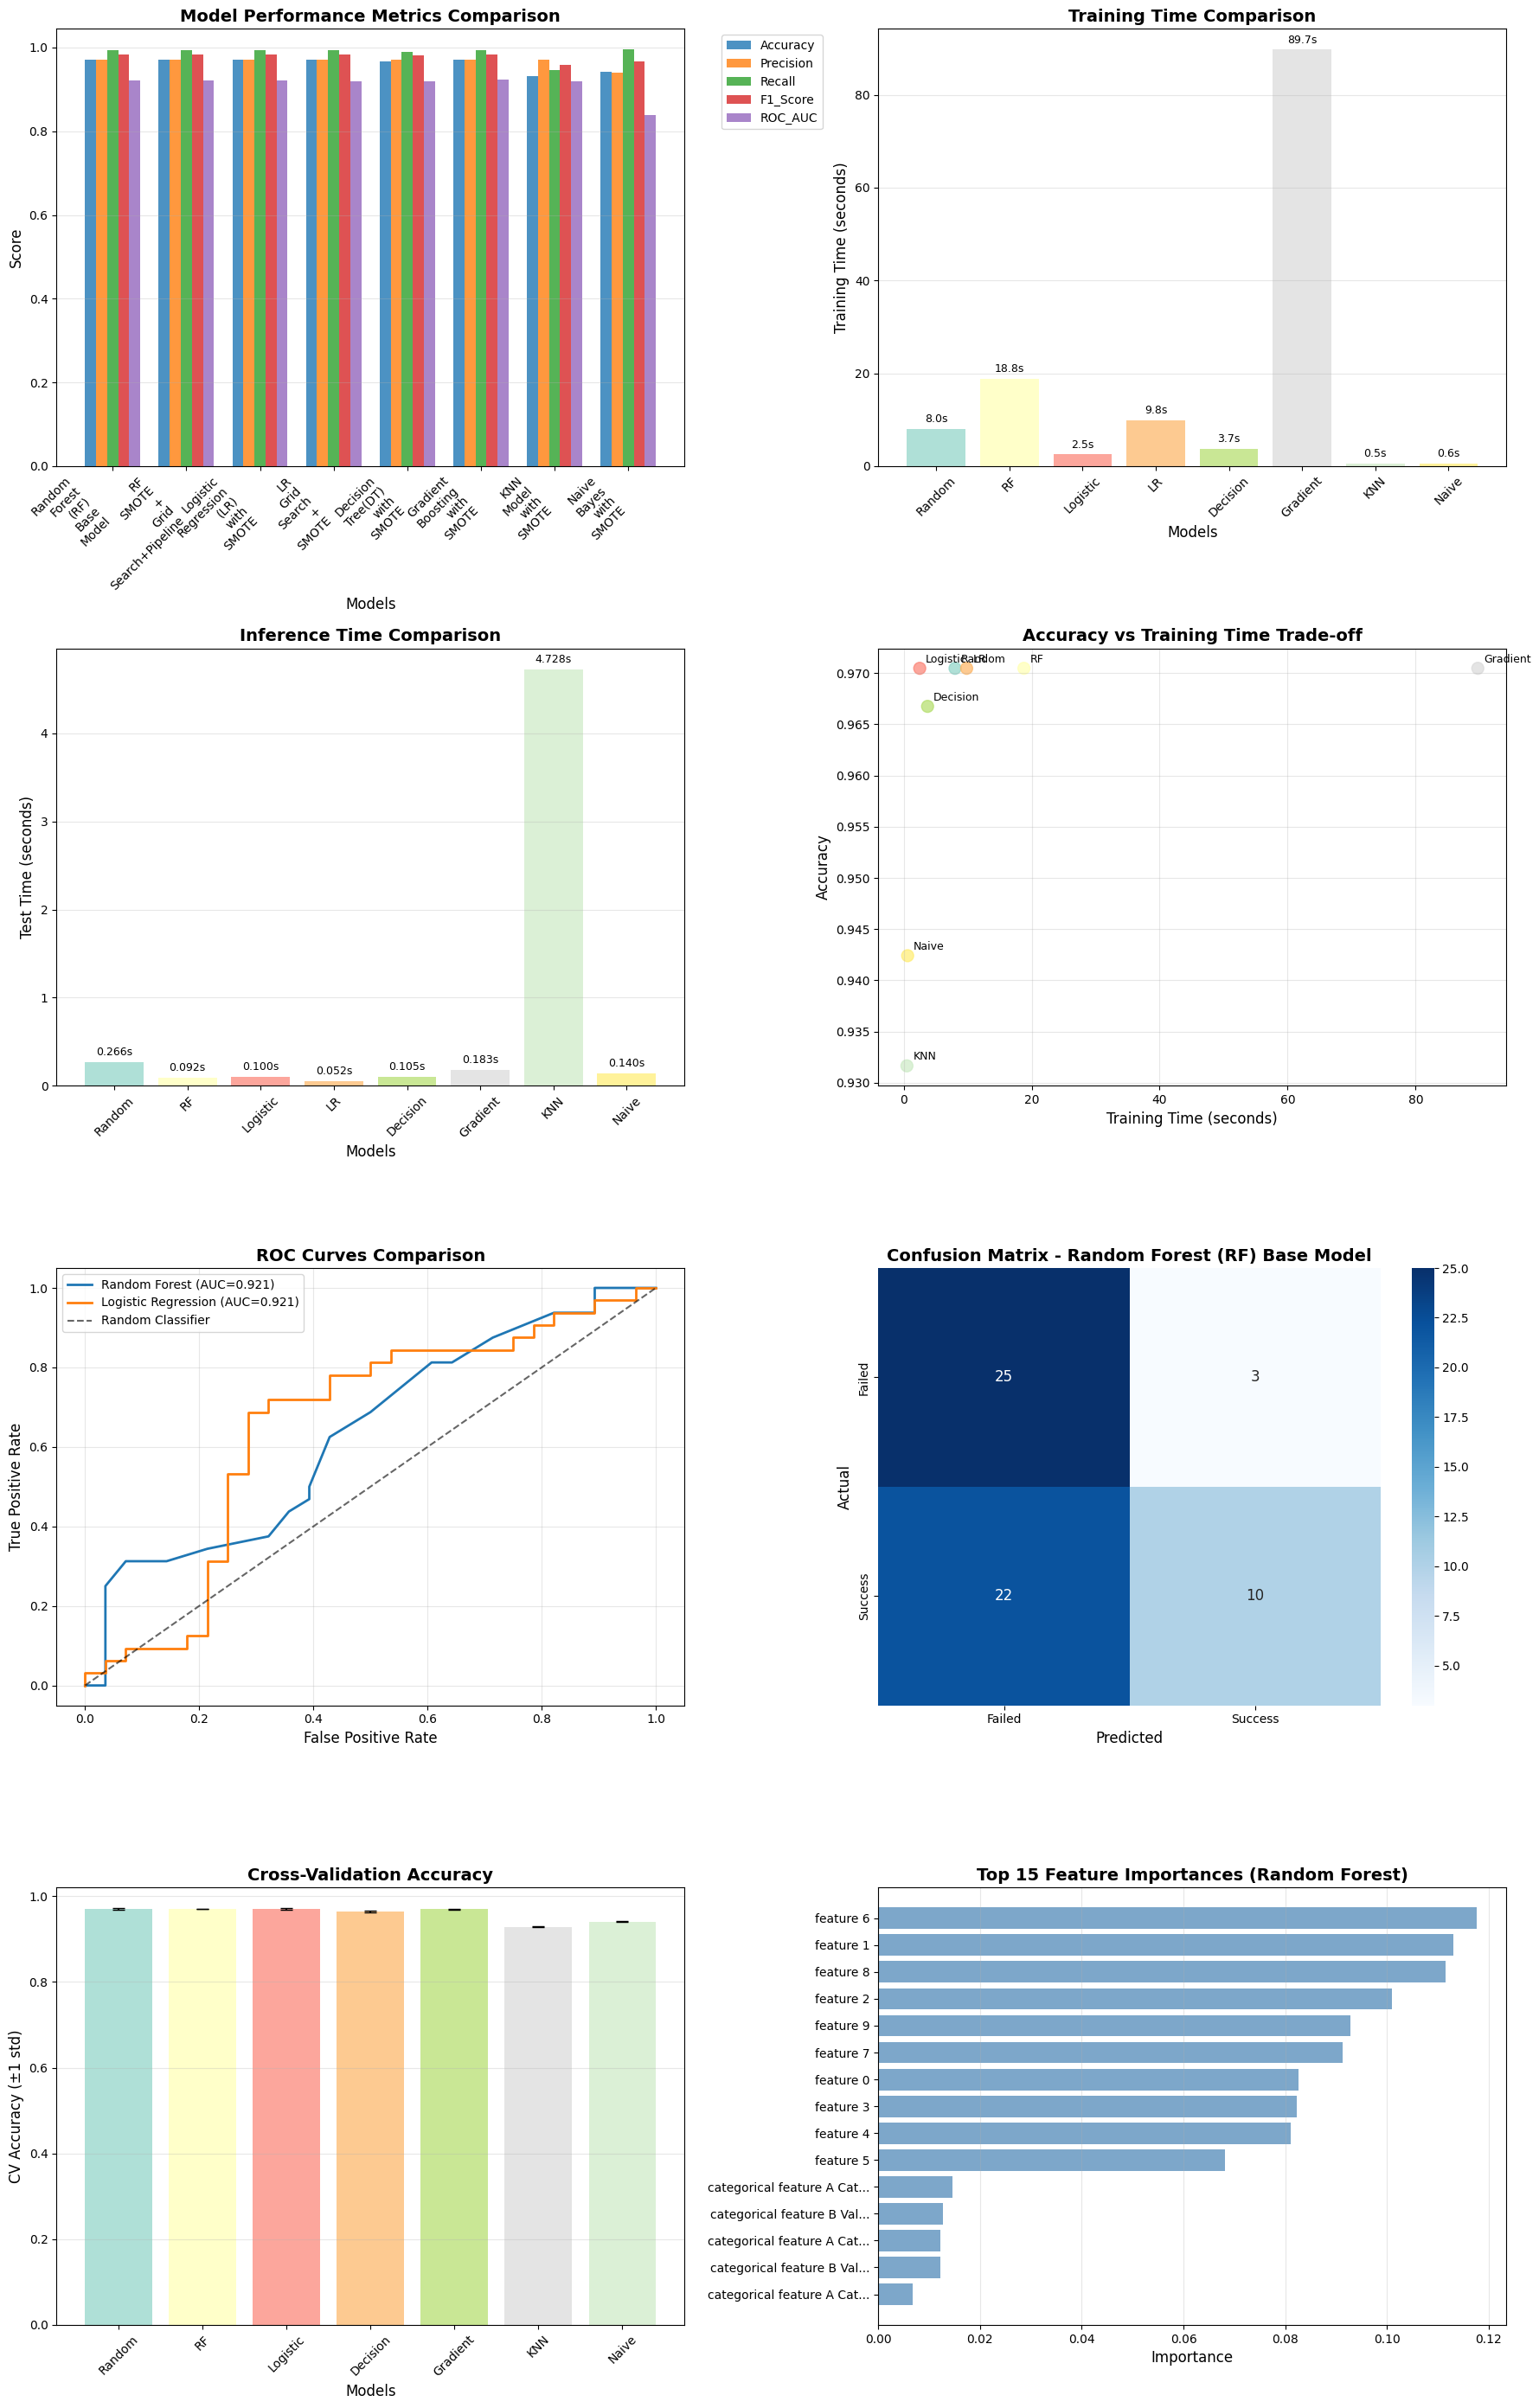 Model Performance Metrics Comparison
1.0
0.8
0.6
0.4
0.2
0.0
Score
Random
Forest
(RF)
Base
Model
RF
SMOTE
+
Grid
Search+Pipeline
Logistic
Regression
(LR)
with
SMOTE
LR
Grid
Search
+
SMOTE
Decision
Tree(DT)
with
SMOTE
Gradient
Boosting
with
SMOTE
KNN
Model
with
SMOTE
Naive
Bayes
with
SMOTE
Models
Accuracy
Precision
Recall
F1_Score
ROC_AUC
Training Time Comparison
80
60
40
20
0
Training Time (seconds)
8.0s
18.8s
2.5s
9.8s
3.7s
89.7s
0.5s
0.6s
Random
RF
Logistic
LR
Decision
Gradient
KNN
Naive
Models
Inference Time Comparison
4
3
2
1
0
Test Time (seconds)
0.266s
0.092s
0.100s
0.052s
0.105s
0.183s
4.728s
0.140s
Random
RF
Logistic
LR
Decision
Gradient
KNN
Naive
Models
Accuracy vs Training Time Trade-off
0.970
0.965
0.960
0.955
0.950
0.945
0.940
0.935
0.930
Accuracy
Logistic
Random
LR
RF
Gradient
Decision
Naive
KNN
0
20
40
60
80
Training Time (seconds)
ROC Curves Comparison
Random Forest (AUC=0.921)
Logistic Regression (AUC=0.921)
Random Classifier
1.0
0.8
0.6
0.4
0.2
0.0
True Positive Rate
0.0
0.2
0.4
0.6
0.8
1.0
False Positive Rate
Confusion Matrix - Random Forest (RF) Base Model
Actual
Failed
Success
25
3
22
10
Failed
Success
Predicted
25.0
22.5
20.0
17.5
15.0
12.5
10.0
7.5
5.0
Cross-Validation Accuracy
1.0
0.8
0.6
0.4
0.2
0.0
CV Accuracy (±1 std)
Random
RF
Logistic
Decision
Gradient
KNN
Naive
Models
Top 15 Feature Importances (Random Forest)
feature 6
feature 1
feature 8
feature 2
feature 9
feature 7
feature 0
feature 3
feature 4
feature 5
categorical feature A Cat...
categorical feature B Val...
categorical feature A Cat...
categorical feature B Val...
categorical feature A Cat...
0.00
0.02
0.04
0.06
0.08
0.10
0.12
Importance